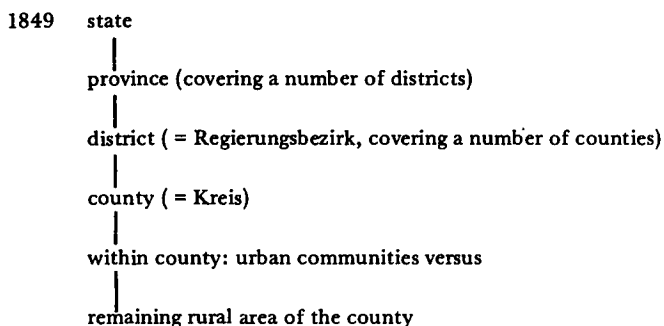 1849 state
province (covering a number of districts)
district ( = Regierungsbezirk, covering a number of counties)
county ( = Kreis)
within county: urban communities versus
remaining rural area of the county